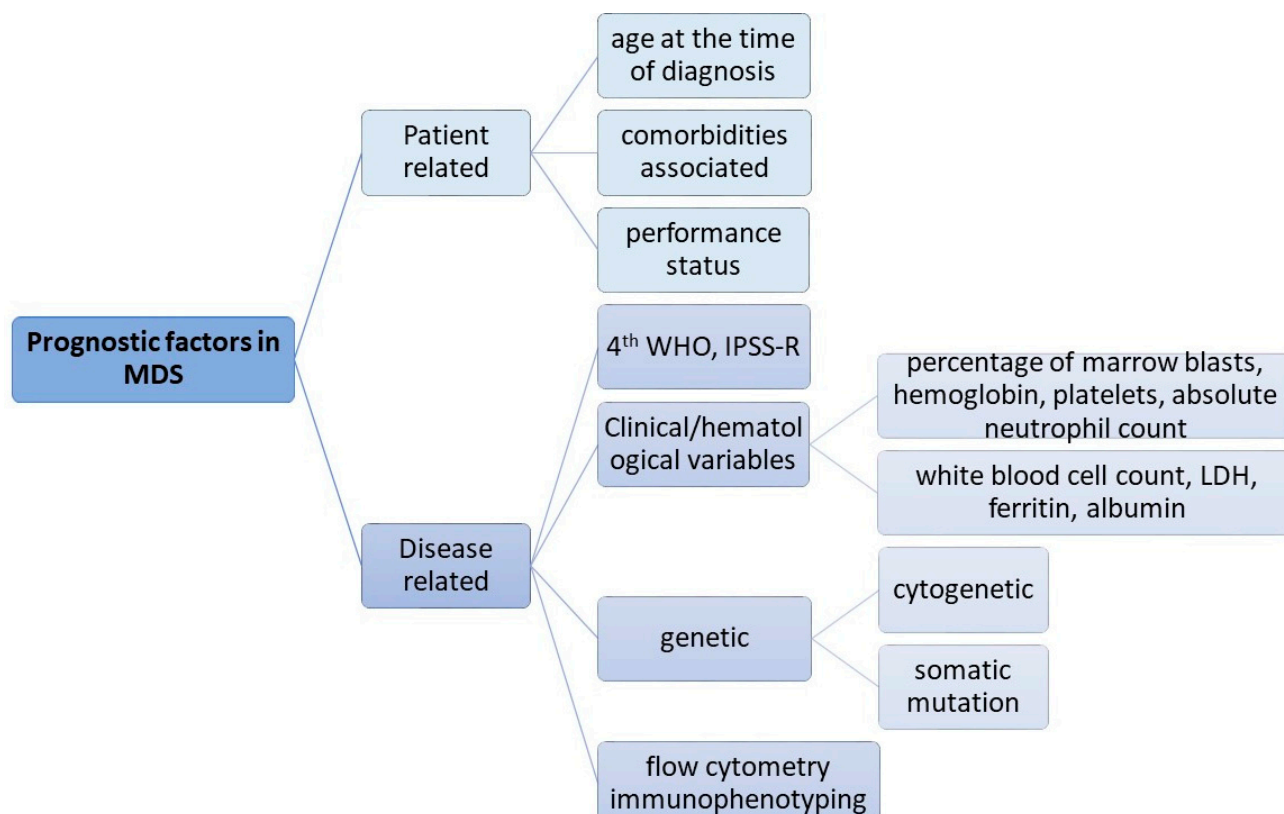 Prognostic factors in
MDS
Patient
related
age at the time
of diagnosis
comorbidities
associated
performance
status
Disease
related
4th WHO, IPSS-R
Clinical/hematol
ogical variables
percentage of marrow blasts,
hemoglobin, platelets, absolute
neutrophil count
white blood cell count, LDH,
ferritin, albumin
genetic
cytogenetic
somatic
mutation
flow cytometry
immunophenotyping